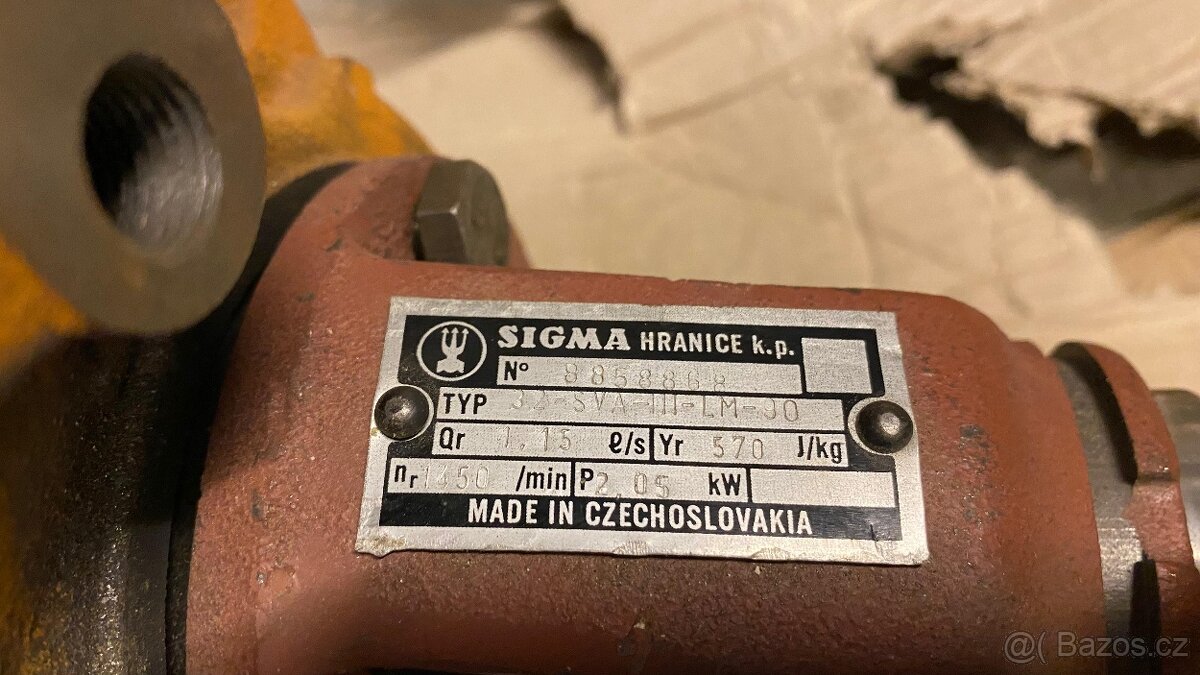 SIGMA HRANICE k.p.
Nº 8858868
TYP 32-SVA-III-LM-90
Qr 1,15 ℓ/s Yr 570 J/kg
nr 1450 /min P 2,05 kW
MADE IN CZECHOSLOVAKIA
@( Bazos.cz